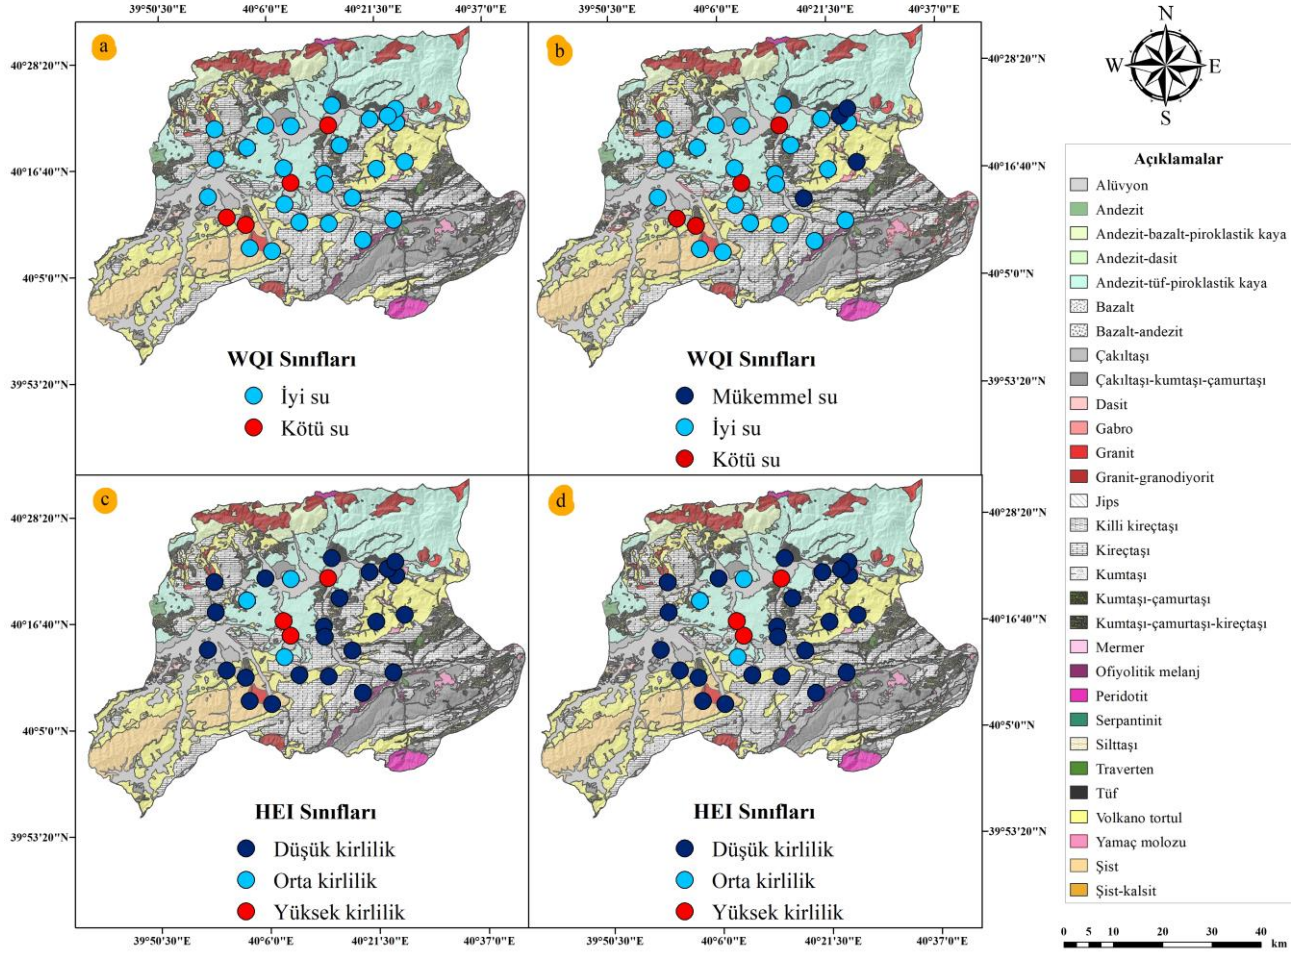 39°50'30"E 40°6'0"E 40°21'30"E 40°37'0"E
39°50'30"E 40°6'0"E 40°21'30"E 40°37'0"E
a
b
N
W E
S
40°28'20"N
40°16'40"N
40°5'0"N
39°53'20"N
40°28'20"N
40°16'40"N
40°5'0"N
39°53'20"N
WQI Sınıfları
İyi su
Kötü su
WQI Sınıfları
Mükemmel su
İyi su
Kötü su
c
d
40°28'20"N
40°16'40"N
40°5'0"N
39°53'20"N
40°28'20"N
40°16'40"N
40°5'0"N
39°53'20"N
HEI Sınıfları
Düşük kirlilik
Orta kirlilik
Yüksek kirlilik
HEI Sınıfları
Düşük kirlilik
Orta kirlilik
Yüksek kirlilik
39°50'30"E 40°6'0"E 40°21'30"E 40°37'0"E
39°50'30"E 40°6'0"E 40°21'30"E 40°37'0"E
Açıklamalar
Alüvyon
Andezit
Andezit-bazalt-piroklastik kaya
Andezit-dasit
Andezit-tüf-piroklastik kaya
Bazalt
Bazalt-andezit
Çakıltaşı
Çakıltaşı-kumtaşı-çamurtaşı
Dasit
Gabro
Granit
Granit-granodiyorit
Jips
Killi kireçtaşı
Kireçtaşı
Kumtaşı
Kumtaşı-çamurtaşı
Kumtaşı-çamurtaşı-kireçtaşı
Mermer
Ofiyolitik melanj
Peridotit
Serpantinit
Silttaşı
Traverten
Tüf
Volkano tortul
Yamaç molozu
Şist
Şist-kalsit
0 5 10 20 30 40
km